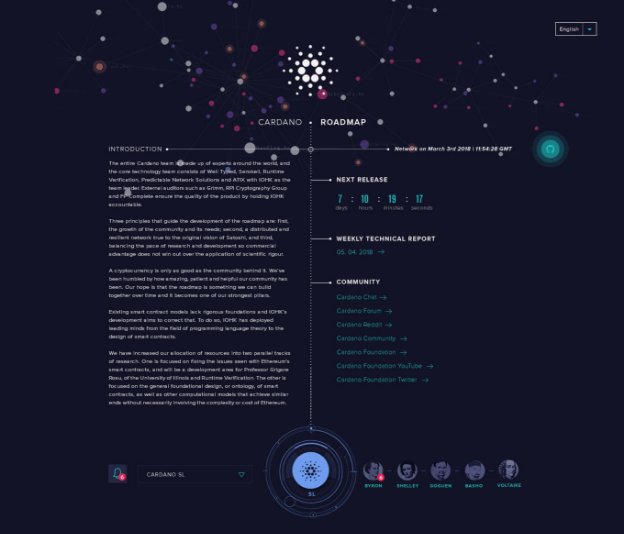 English
CARDANO • ROADMAP
INTRODUCTION
Network on March 3rd 2018 | 11:54:26 GMT
The entire Cardano team is made up of experts around the world, and
the core technology team consists of Well Typed, Serokell, Runtime
Verification, Predictable Network Solutions and ATIX with IOHK as the
team leader. External auditors such as Grimm, RPI Cryptography Group
and FP Complete ensure the quality of the product by holding IOHK
accountable.
Three principles that guide the development of the roadmap are: first,
the growth of the community and its needs; second, a distributed and
resilient network true to the original vision of Satoshi, and third,
balancing the pace of research and development so commercial
advantage does not win out over the application of scientific rigour.
A cryptocurrency is only as good as the community behind it. We've
been humbled by how amazing, patient and helpful our community has
been. Our hope is that the roadmap is something we can build
together over time and it becomes one of our strongest pillars.
Existing smart contract models lack rigorous foundations and IOHK's
development aims to correct that. To do so, IOHK has deployed
leading minds from the field of programming language theory to the
design of smart contracts.
We have increased our allocation of resources into two parallel tracks
of research. One is focused on fixing the issues seen with Ethereum's
smart contracts, and will be a development area for Professor Grigore
Rosu, of the University of Illinois and Runtime Verification. The other is
focused on the general foundational design, or ontology, of smart
contracts, as well as other computational models that achieve similar
ends without necessarily involving the complexity or cost of Ethereum.
NEXT RELEASE
7 : 10 : 19 : 17
days hours minutes seconds
WEEKLY TECHNICAL REPORT
05. 04. 2018 →
COMMUNITY
Cardano Chat →
Cardano Forum →
Cardano Reddit →
Cardano Community →
Cardano Foundation →
Cardano Foundation YouTube →
Cardano Foundation Twitter →
6
CARDANO SL
SL
6
BYRON SHELLEY GOGUEN BASHO VOLTAIRE